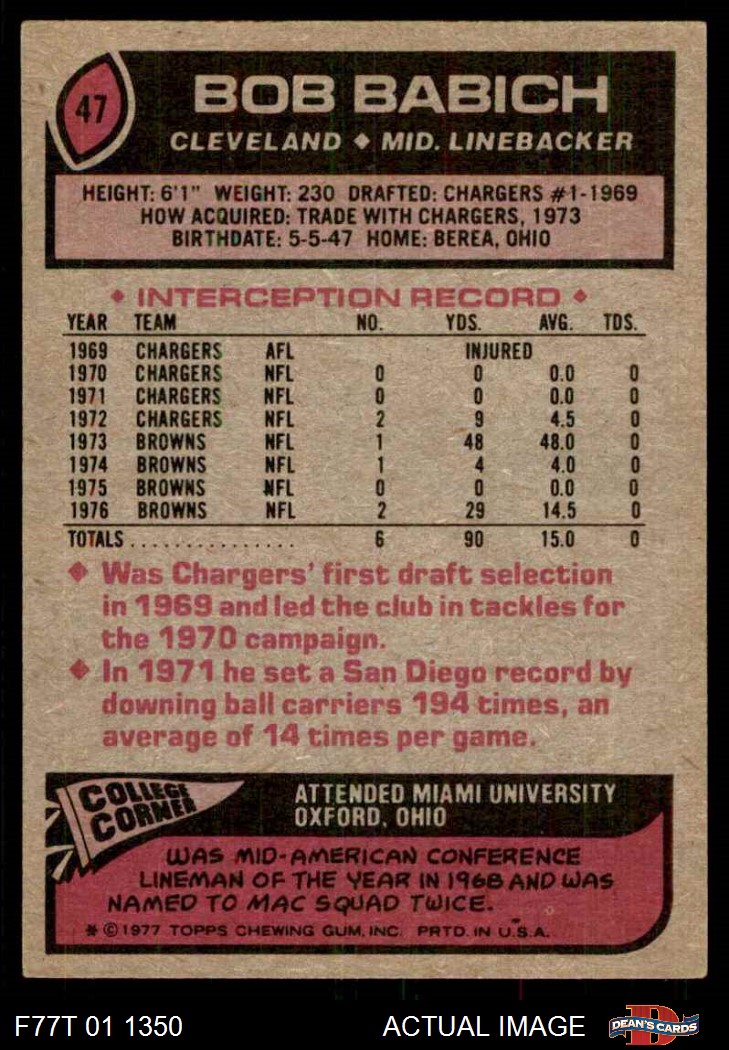 47
BOB BABICH
CLEVELAND ◆ MID. LINEBACKER
HEIGHT: 6'1" WEIGHT: 230 DRAFTED: CHARGERS #1-1969
HOW ACQUIRED: TRADE WITH CHARGERS, 1973
BIRTHDATE: 5-5-47 HOME: BEREA, OHIO
◆ INTERCEPTION RECORD ◆
YEAR TEAM NO. YDS. AVG. TDS.
1969 CHARGERS AFL INJURED
1970 CHARGERS NFL 0 0 0.0 0
1971 CHARGERS NFL 0 0 0.0 0
1972 CHARGERS NFL 2 9 4.5 0
1973 BROWNS NFL 1 48 48.0 0
1974 BROWNS NFL 1 4 4.0 0
1975 BROWNS NFL 0 0 0.0 0
1976 BROWNS NFL 2 29 14.5 0
TOTALS................ 6 90 15.0 0
◆ Was Chargers' first draft selection
in 1969 and led the club in tackles for
the 1970 campaign.
◆ In 1971 he set a San Diego record by
downing ball carriers 194 times, an
average of 14 times per game.
COLLEGE
CORNER
ATTENDED MIAMI UNIVERSITY
OXFORD, OHIO
WAS MID-AMERICAN CONFERENCE
LINEMAN OF THE YEAR IN 1968 AND WAS
NAMED TO MAC SQUAD TWICE.
* © 1977 TOPPS CHEWING GUM, INC. PRTD. IN U.S.A.
F77T 01 1350 ACTUAL IMAGE
D
DEAN'S CARDS